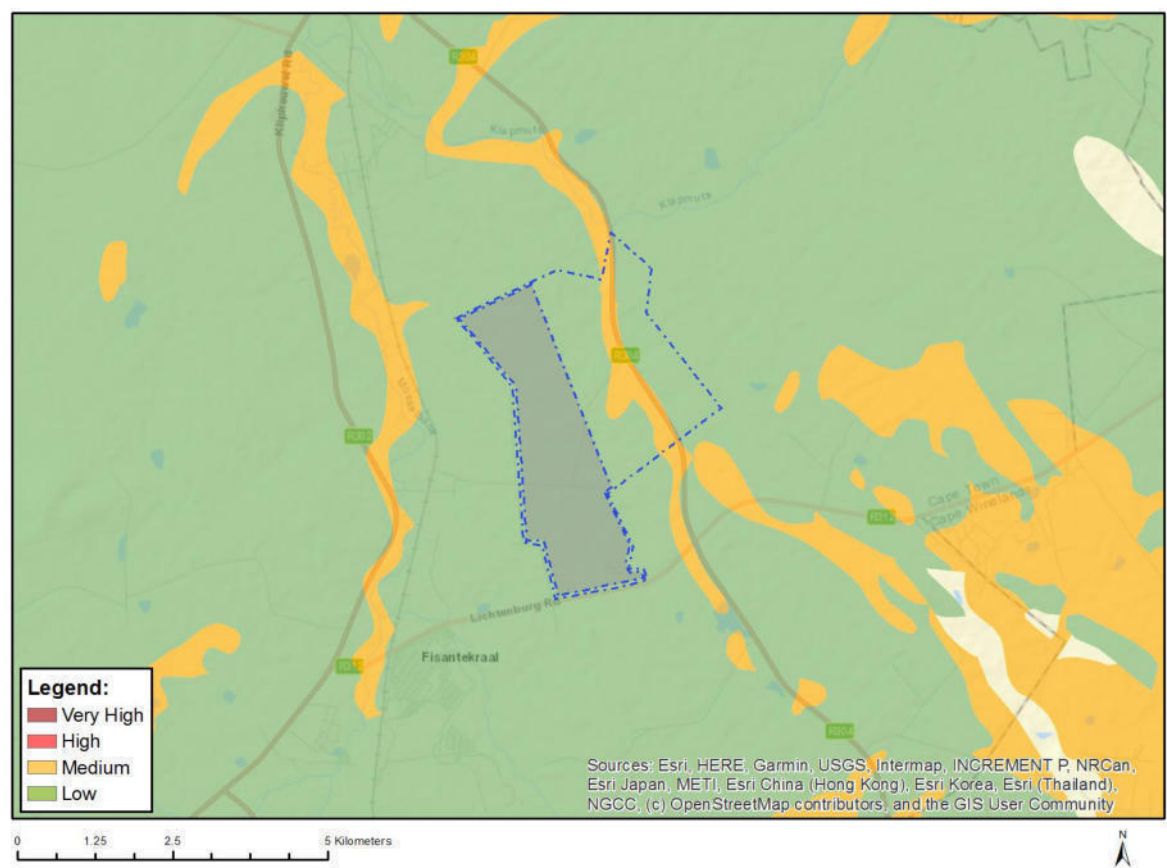 Klipheuwel Rd
R304
Klapmuts
Klapmuts
R304
R302
Cape Town
Cape Winelands
R312
Lichtenburg Rd
Fisantekraal
R312
R304
Legend:
Very High
High
Medium
Low
Sources: Esri, HERE, Garmin, USGS, Intermap, INCREMENT P, NRCan,
Esri Japan, METI, Esri China (Hong Kong), Esri Korea, Esri (Thailand),
NGCC, (c) OpenStreetMap contributors, and the GIS User Community
0 1.25 2.5 5 Kilometers
N